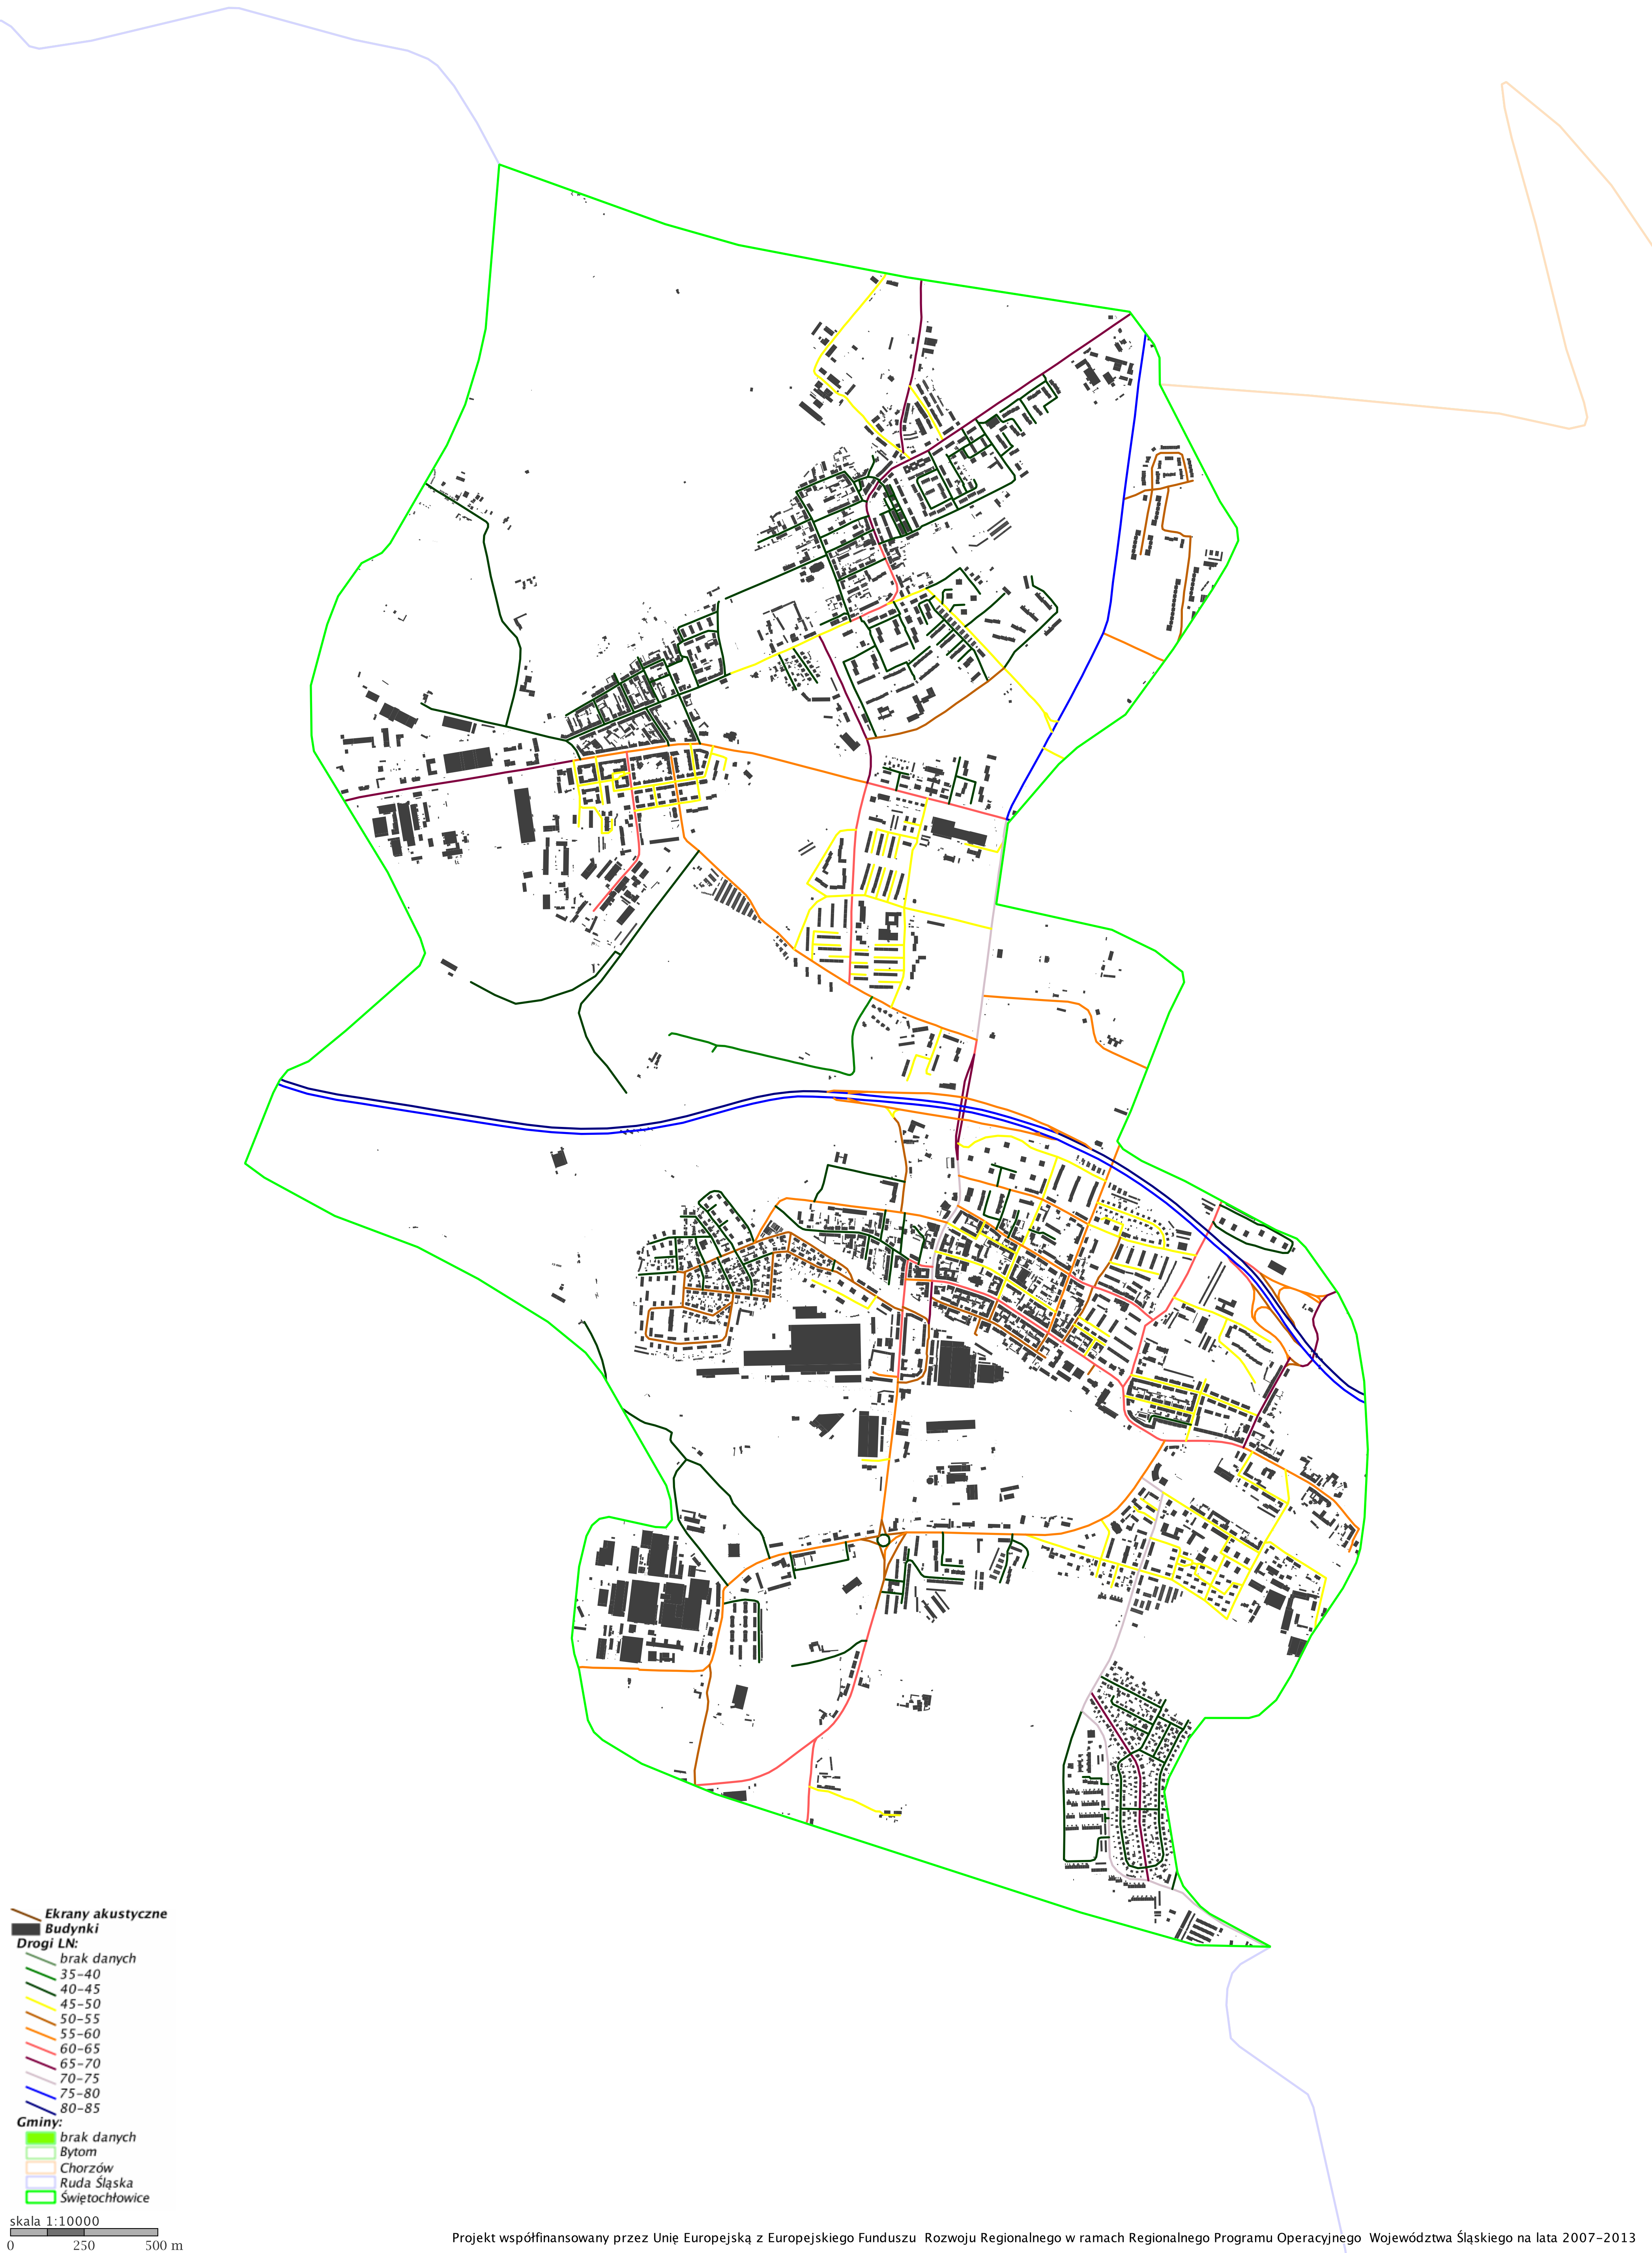 Ekrany akustyczne
Budynki
Drogi LN:
brak danych
35-40
40-45
45-50
50-55
55-60
60-65
65-70
70-75
75-80
80-85
Gminy:
brak danych
Bytom
Chorzów
Ruda Śląska
Świętochłowice
skala 1:10000
0 250 500 m
Projekt współfinansowany przez Unię Europejską z Europejskiego Funduszu Rozwoju Regionalnego w ramach Regionalnego Programu Operacyjnego Województwa Śląskiego na lata 2007-2013